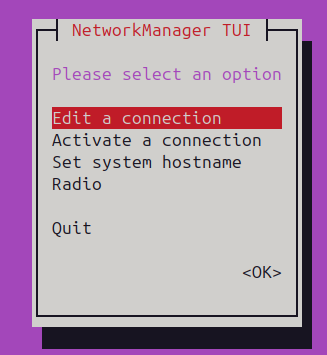 NetworkManager TUI
Please select an option
Edit a connection
Activate a connection
Set system hostname
Radio
Quit
<OK>